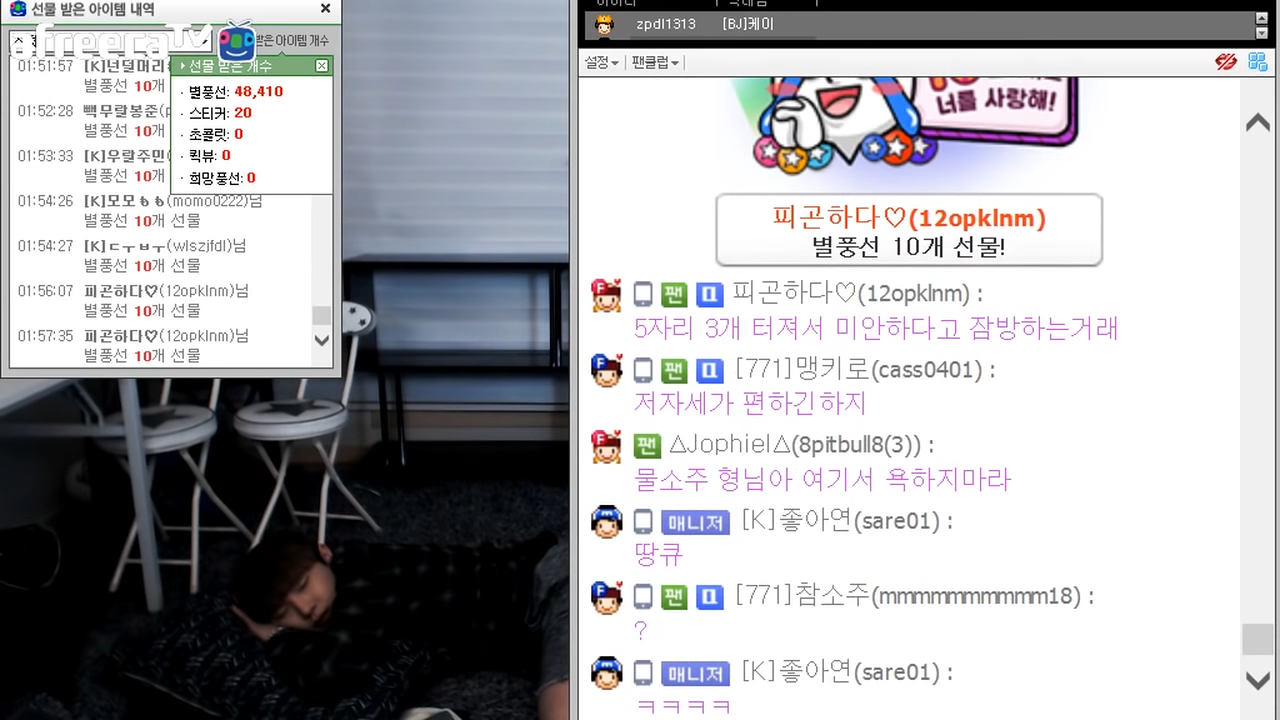 선물 받은 아이템 내역
afreecaTV
받은 아이템 개수
선물 받은 개수
· 별풍선: 48,410
· 스티커: 20
· 초콜릿: 0
· 퀵뷰: 0
· 희망풍선: 0
01:51:57 [K]넌덜머리
별풍선 10개
01:52:28 빽무랄봉준(
별풍선 10개
01:53:33 [K]우랄주민(
별풍선 10개
01:54:26 [K]모모ㅎㅎ(momo0222)님
별풍선 10개 선물
01:54:27 [K]ㄷㅜㅂㅜ(wlszjfdl)님
별풍선 10개 선물
01:56:07 피곤하다♡(12opklnm)님
별풍선 10개 선물
01:57:35 피곤하다♡(12opklnm)님
별풍선 10개 선물
zpdl1313 [BJ]케이
설정 팬클럽
너를 사랑해!
피곤하다♡(12opklnm)
별풍선 10개 선물!
팬 피곤하다♡(12opklnm) :
5자리 3개 터져서 미안하다고 잠방하는거래
팬 [771]맹키로(cass0401) :
저자세가 편하긴하지
팬 △Jophiel△(8pitbull8(3)) :
물소주 형님아 여기서 욕하지마라
매니저 [K]좋아연(sare01) :
땅큐
팬 [771]참소주(mmmmmmmmmm18) :
?
매니저 [K]좋아연(sare01) :
ㅋㅋㅋㅋ